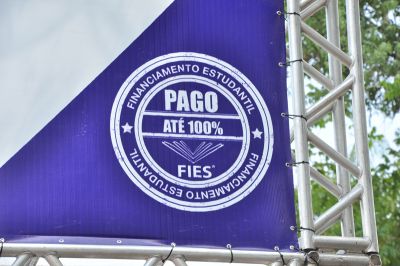 FINANCIAMENTO ESTUDANTIL
PAGO
ATÉ 100%
FIES®
FINANCIAMENTO ESTUDANTIL